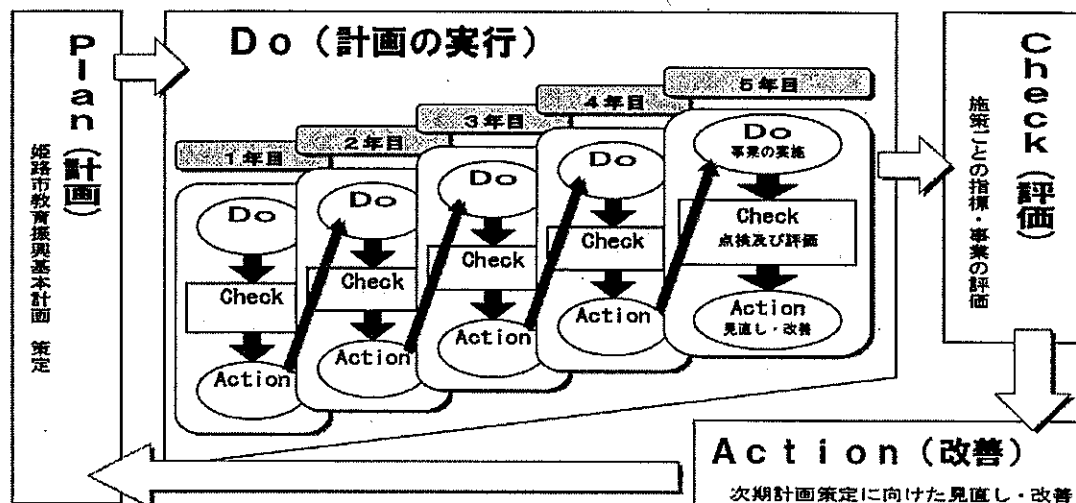 Plan（計画）
姫路市教育振興基本計画　策定
Do（計画の実行）
1年目
Do
Check
Action
2年目
Do
Check
Action
3年目
Do
Check
Action
4年目
Do
Check
Action
5年目
Do
事業の実施
Check
点検及び評価
Action
見直し・改善
Check（評価）
施策ごとの指標・事業の評価
Action（改善）
次期計画策定に向けた見直し・改善